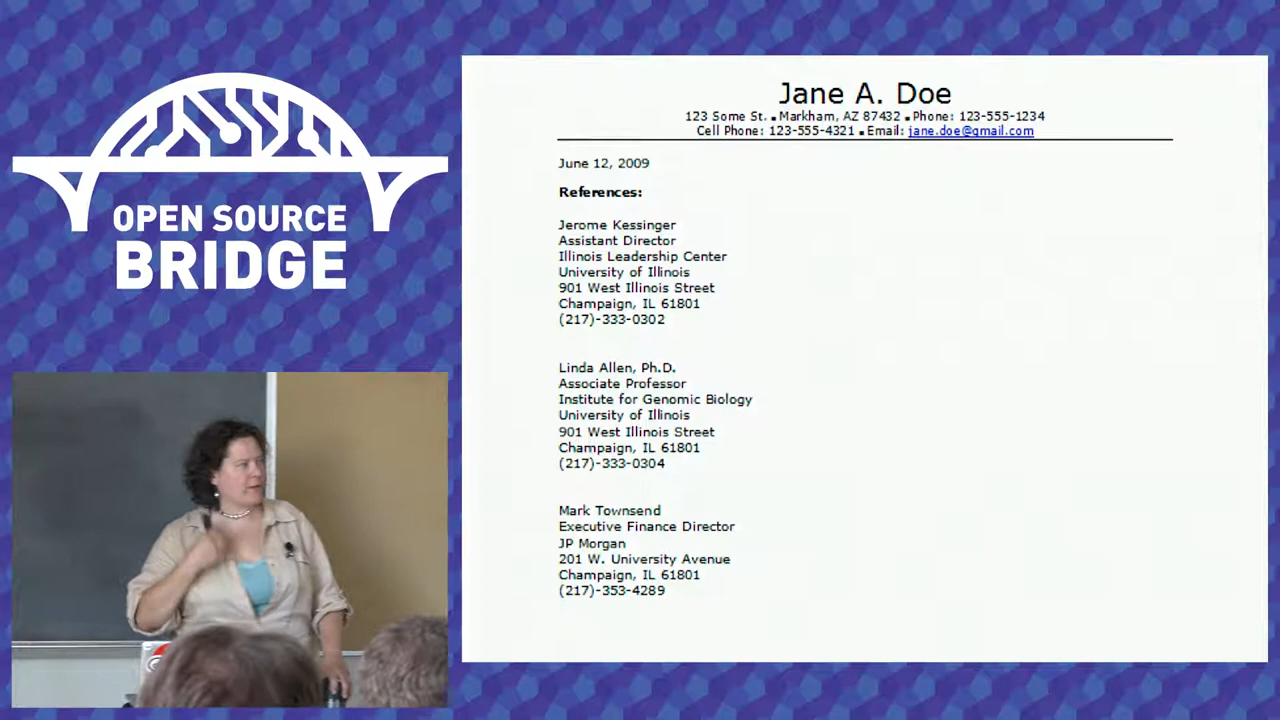 OPEN SOURCE
BRIDGE
Jane A. Doe
123 Some St. ▪ Markham, AZ 87432 ▪ Phone: 123-555-1234
Cell Phone: 123-555-4321 ▪ Email: jane.doe@gmail.com
June 12, 2009
References:
Jerome Kessinger
Assistant Director
Illinois Leadership Center
University of Illinois
901 West Illinois Street
Champaign, IL 61801
(217)-333-0302
Linda Allen, Ph.D.
Associate Professor
Institute for Genomic Biology
University of Illinois
901 West Illinois Street
Champaign, IL 61801
(217)-333-0304
Mark Townsend
Executive Finance Director
JP Morgan
201 W. University Avenue
Champaign, IL 61801
(217)-353-4289